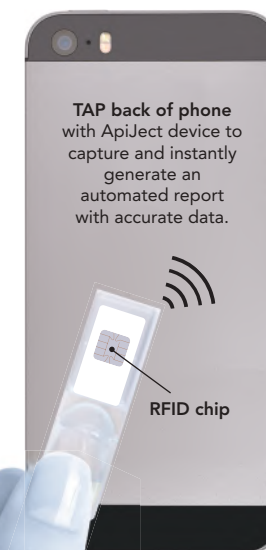 TAP back of phone
with ApiJect device to
capture and instantly
generate an
automated report
with accurate data.
RFID chip